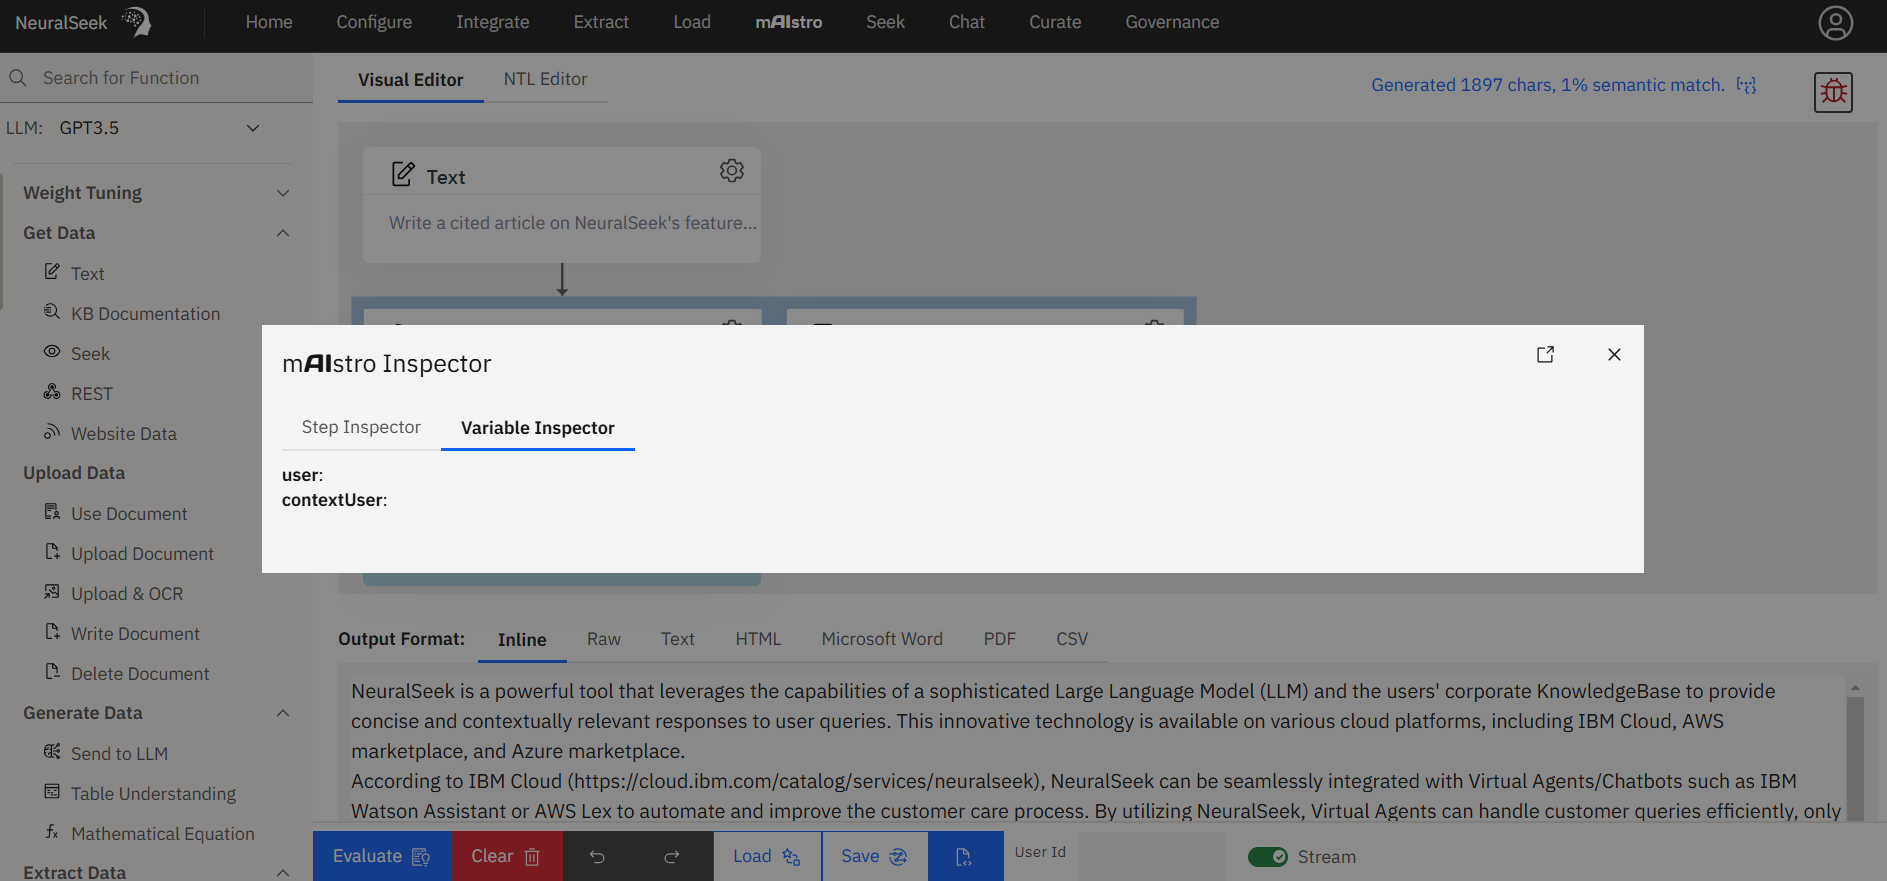 NeuralSeek
Home
Configure
Integrate
Extract
Load
mAIstro
Seek
Chat
Curate
Governance
Search for Function
LLM: GPT3.5
Weight Tuning
Get Data
Text
KB Documentation
Seek
REST
Website Data
Upload Data
Use Document
Upload Document
Upload & OCR
Write Document
Delete Document
Generate Data
Send to LLM
Table Understanding
Mathematical Equation
Extract Data
Visual Editor
NTL Editor
Generated 1897 chars, 1% semantic match.
Text
Write a cited article on NeuralSeek's feature...
mAIstro Inspector
Step Inspector
Variable Inspector
user:
contextUser:
Output Format:
Inline
Raw
Text
HTML
Microsoft Word
PDF
CSV
NeuralSeek is a powerful tool that leverages the capabilities of a sophisticated Large Language Model (LLM) and the users' corporate KnowledgeBase to provide
concise and contextually relevant responses to user queries. This innovative technology is available on various cloud platforms, including IBM Cloud, AWS
marketplace, and Azure marketplace.
According to IBM Cloud (https://cloud.ibm.com/catalog/services/neuralseek), NeuralSeek can be seamlessly integrated with Virtual Agents/Chatbots such as IBM
Watson Assistant or AWS Lex to automate and improve the customer care process. By utilizing NeuralSeek, Virtual Agents can handle customer queries efficiently, only
Evaluate
Clear
Load
Save
User Id
Stream